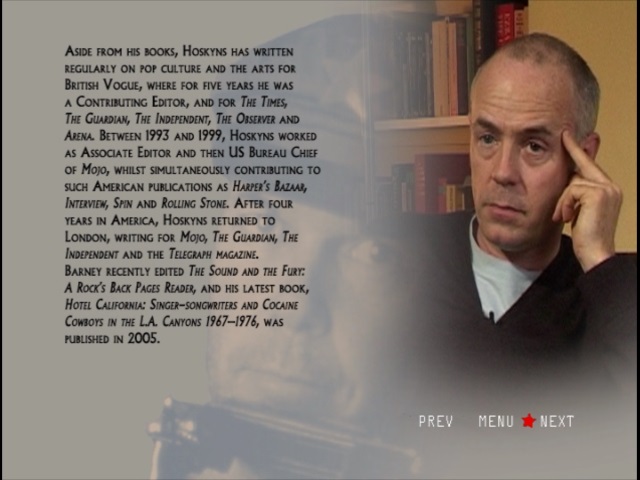 ASIDE FROM HIS BOOKS, HOSKYNS HAS WRITTEN
REGULARLY ON POP CULTURE AND THE ARTS FOR
BRITISH VOGUE, WHERE FOR FIVE YEARS HE WAS
A CONTRIBUTING EDITOR, AND FOR THE TIMES,
THE GUARDIAN, THE INDEPENDENT, THE OBSERVER AND
ARENA. BETWEEN 1993 AND 1999, HOSKYNS WORKED
AS ASSOCIATE EDITOR AND THEN US BUREAU CHIEF
OF MOJO, WHILST SIMULTANEOUSLY CONTRIBUTING TO
SUCH AMERICAN PUBLICATIONS AS HARPER'S BAZAAR,
INTERVIEW, SPIN AND ROLLING STONE. AFTER FOUR
YEARS IN AMERICA, HOSKYNS RETURNED TO
LONDON, WRITING FOR MOJO, THE GUARDIAN, THE
INDEPENDENT AND THE TELEGRAPH MAGAZINE.
BARNEY RECENTLY EDITED THE SOUND AND THE FURY:
A ROCK'S BACK PAGES READER, AND HIS LATEST BOOK,
HOTEL CALIFORNIA: SINGER-SONGWRITERS AND COCAINE
COWBOYS IN THE L.A. CANYONS 1967-1976, WAS
PUBLISHED IN 2005.
PREV MENU NEXT